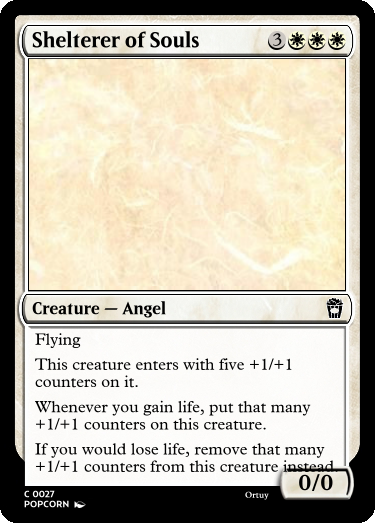 Shelterer of Souls 3
Creature — Angel
Flying
This creature enters with five +1/+1
counters on it.
Whenever you gain life, put that many
+1/+1 counters on this creature.
If you would lose life, remove that many
+1/+1 counters from this creature instead.
0/0
C 0027
POPCORN
Ortuy